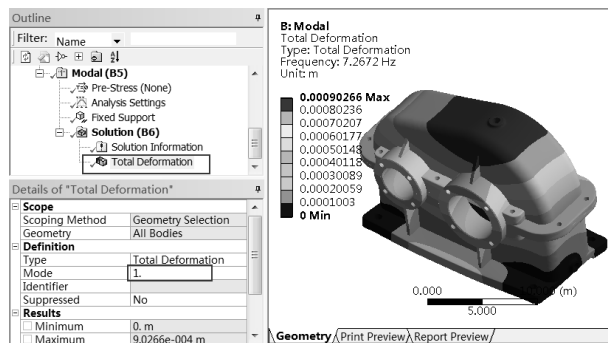 Outline
Filter: Name
Modal (B5)
Pre-Stress (None)
Analysis Settings
Fixed Support
Solution (B6)
Solution Information
Total Deformation
Details of "Total Deformation"
Scope
Scoping Method Geometry Selection
Geometry All Bodies
Definition
Type Total Deformation
Mode 1.
Identifier
Suppressed No
Results
Minimum 0. m
Maximum 9.0266e-004 m
B: Modal
Total Deformation
Type: Total Deformation
Frequency: 7.2672 Hz
Unit: m
0.00090266 Max
0.00080236
0.00070207
0.00060177
0.00050148
0.00040118
0.00030089
0.00020059
0.0001003
0 Min
0.000 (m)
5.000
Geometry Print Preview Report Preview